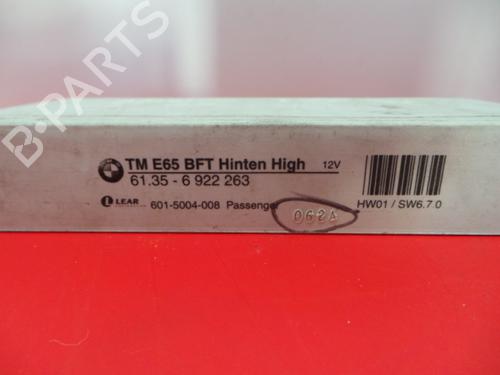 TM E65 BFT Hinten High 12V
61.35 - 6 922 263
LEAR 601-5004-008 Passenger HW01 / SW6.7.0
062A
BPARTS